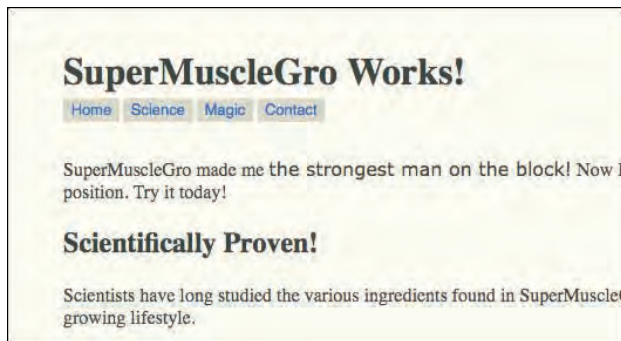 SuperMuscleGro Works!
Home Science Magic Contact
SuperMuscleGro made me the strongest man on the block! Now
position. Try it today!
Scientifically Proven!
Scientists have long studied the various ingredients found in
growing lifestyle.